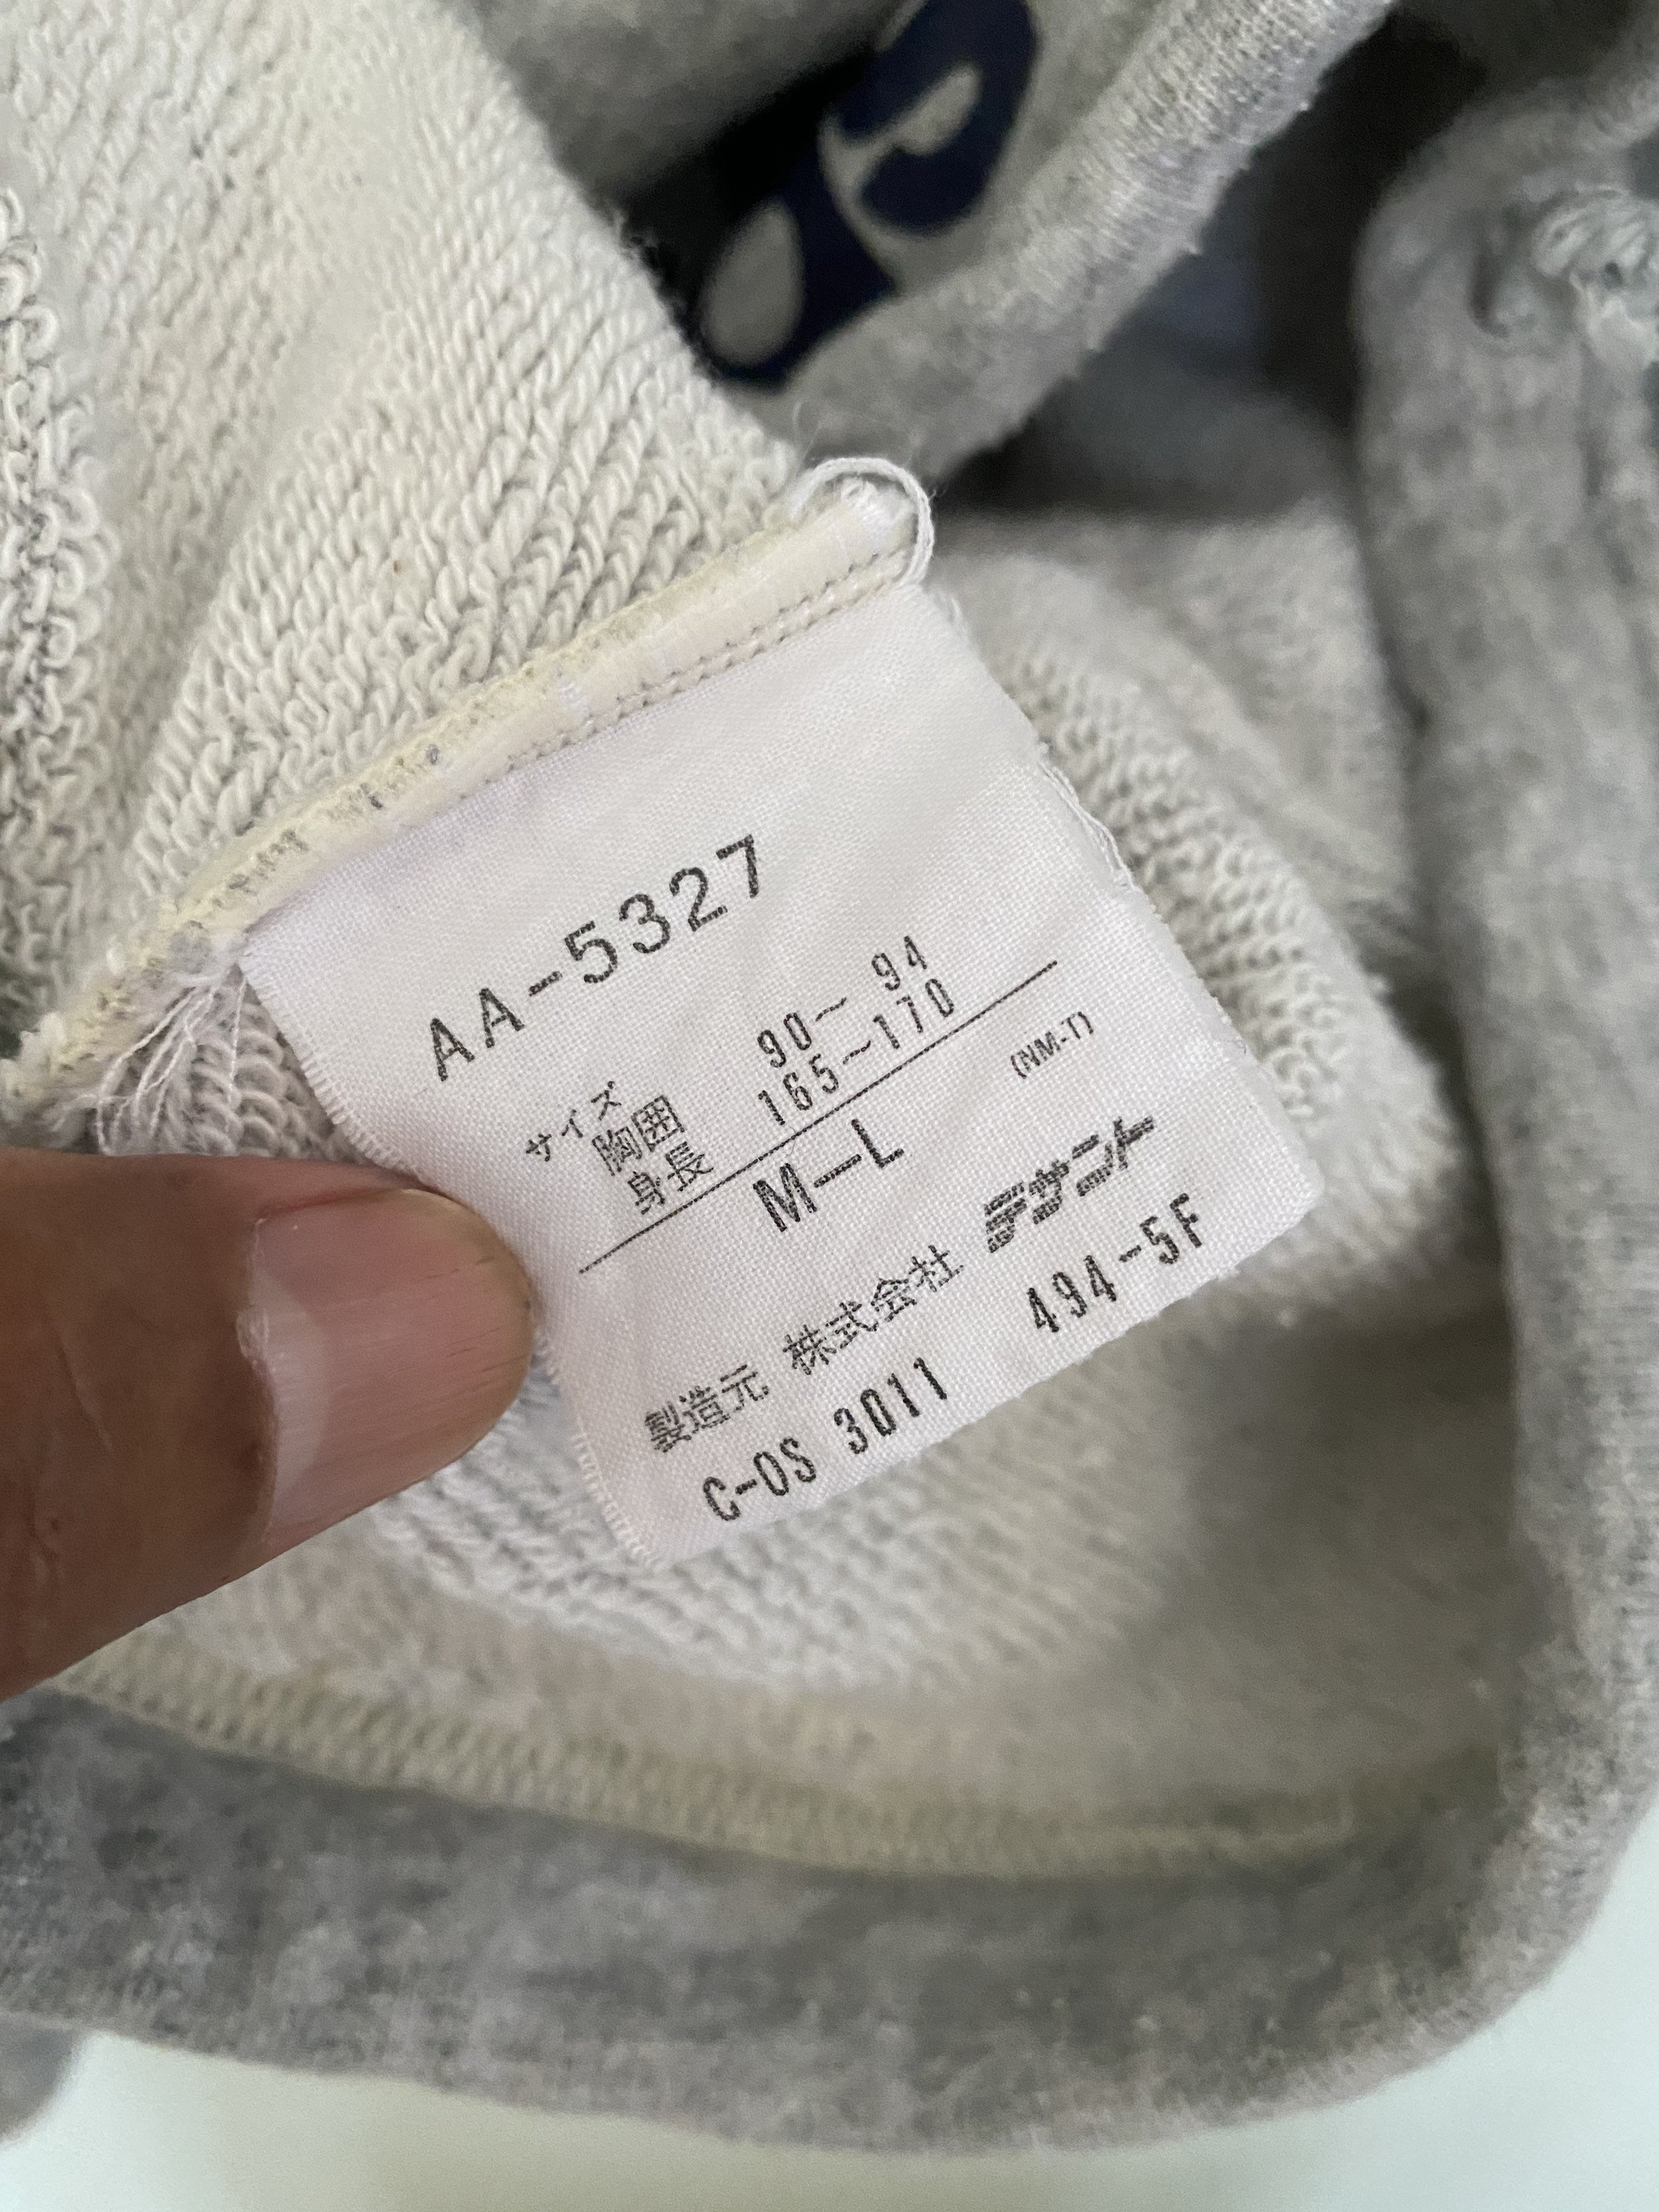 AA-5327
サイズ
胸囲 90~ 94
身長 165~170
M-L (NM-T)
製造元 株式会社 デサント
C-OS 3011 494-5F